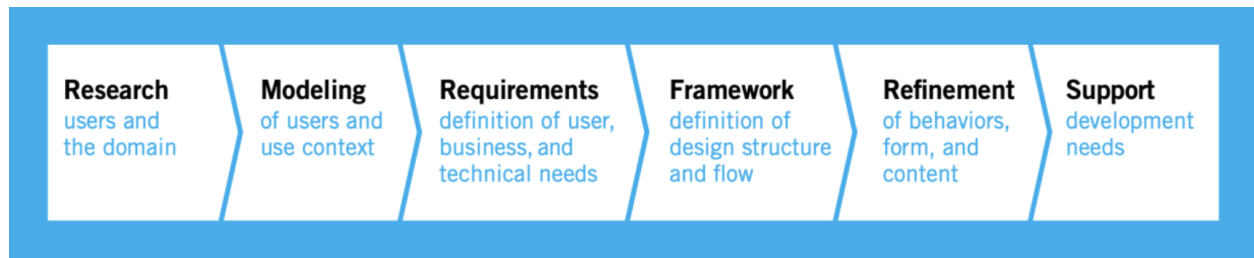 Research
users and
the domain
Modeling
of users and
use context
Requirements
definition of user,
business, and
technical needs
Framework
definition of
design structure
and flow
Refinement
of behaviors,
form, and
content
Support
development
needs